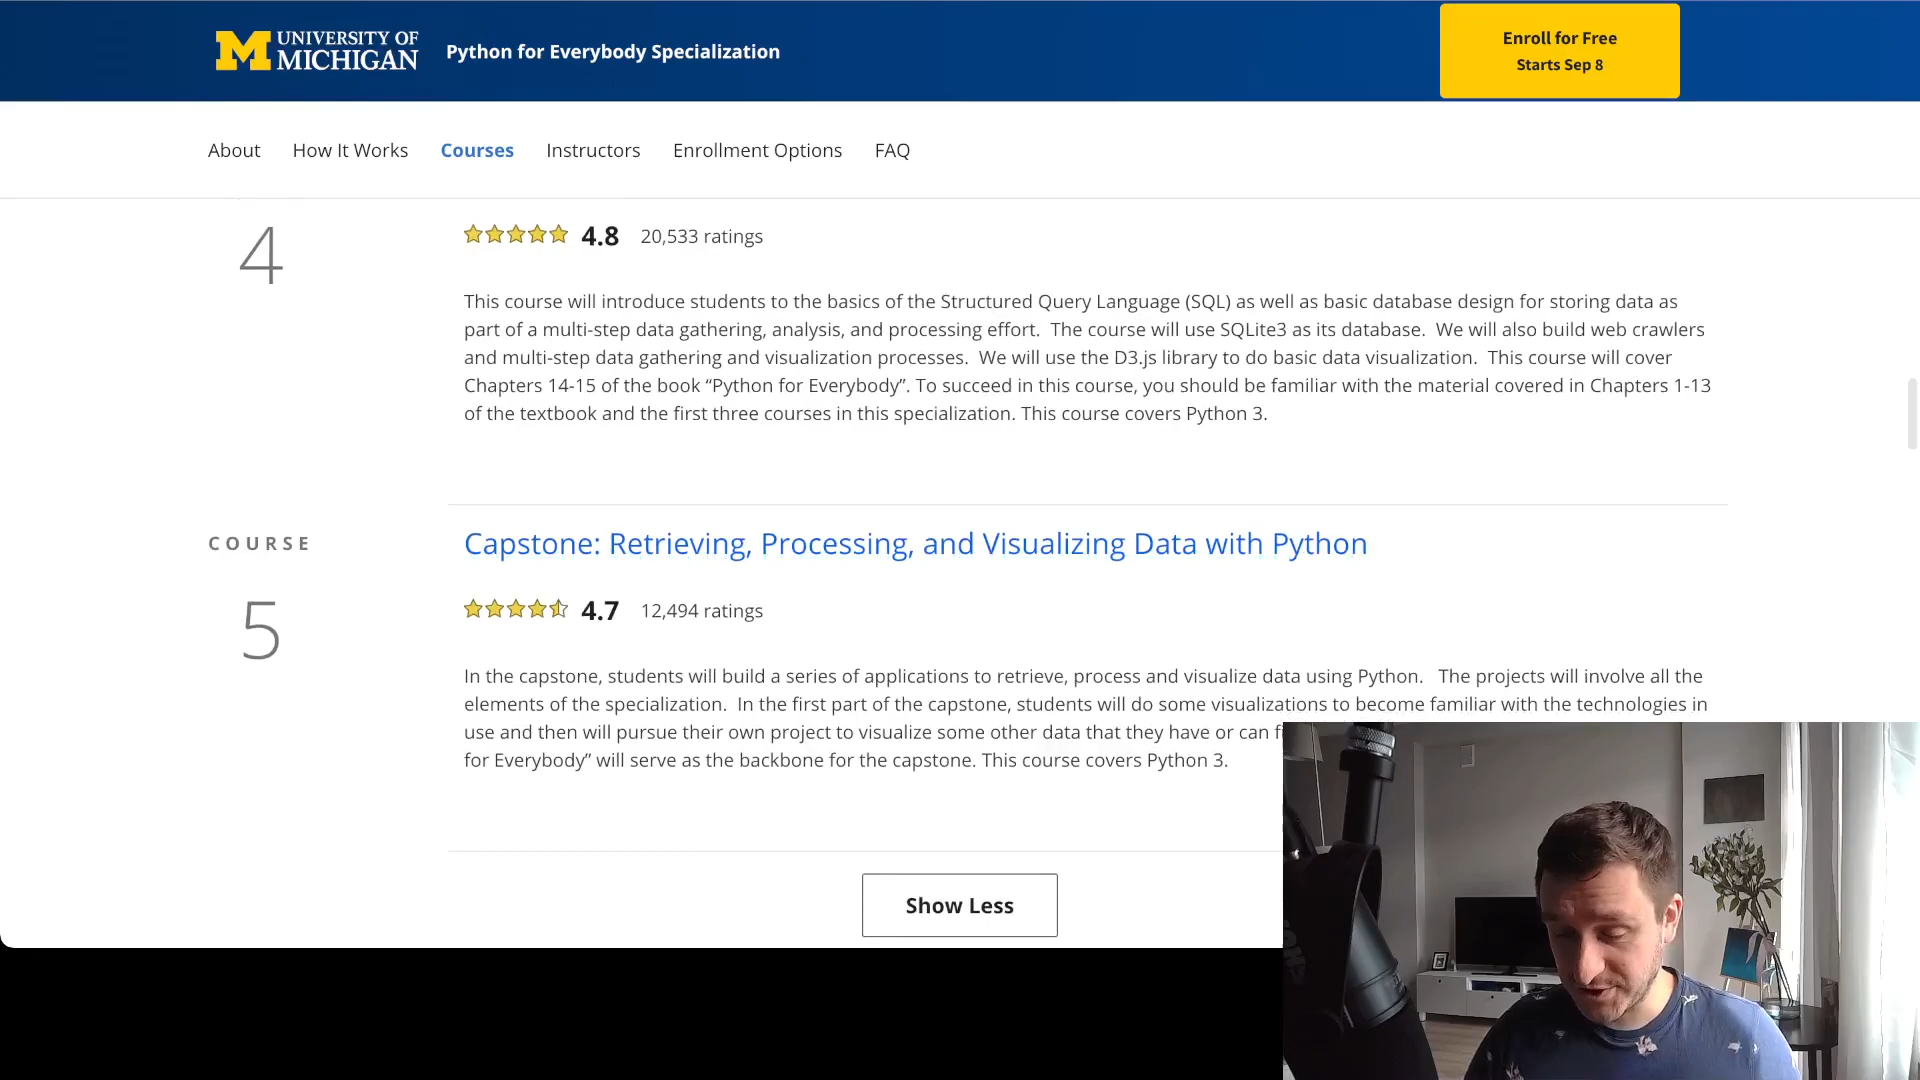 UNIVERSITY OF
MICHIGAN
Python for Everybody Specialization
Enroll for Free
Starts Sep 8
About How It Works Courses Instructors Enrollment Options FAQ
4
4.8 20,533 ratings
This course will introduce students to the basics of the Structured Query Language (SQL) as well as basic database design for storing data as
part of a multi-step data gathering, analysis, and processing effort. The course will use SQLite3 as its database. We will also build web crawlers
and multi-step data gathering and visualization processes. We will use the D3.js library to do basic data visualization. This course will cover
Chapters 14-15 of the book “Python for Everybody”. To succeed in this course, you should be familiar with the material covered in Chapters 1-13
of the textbook and the first three courses in this specialization. This course covers Python 3.
COURSE
5
Capstone: Retrieving, Processing, and Visualizing Data with Python
4.7 12,494 ratings
In the capstone, students will build a series of applications to retrieve, process and visualize data using Python. The projects will involve all the
elements of the specialization. In the first part of the capstone, students will do some visualizations to become familiar with the technologies in
use and then will pursue their own project to visualize some other data that they have or can
for Everybody” will serve as the backbone for the capstone. This course covers Python 3.
Show Less